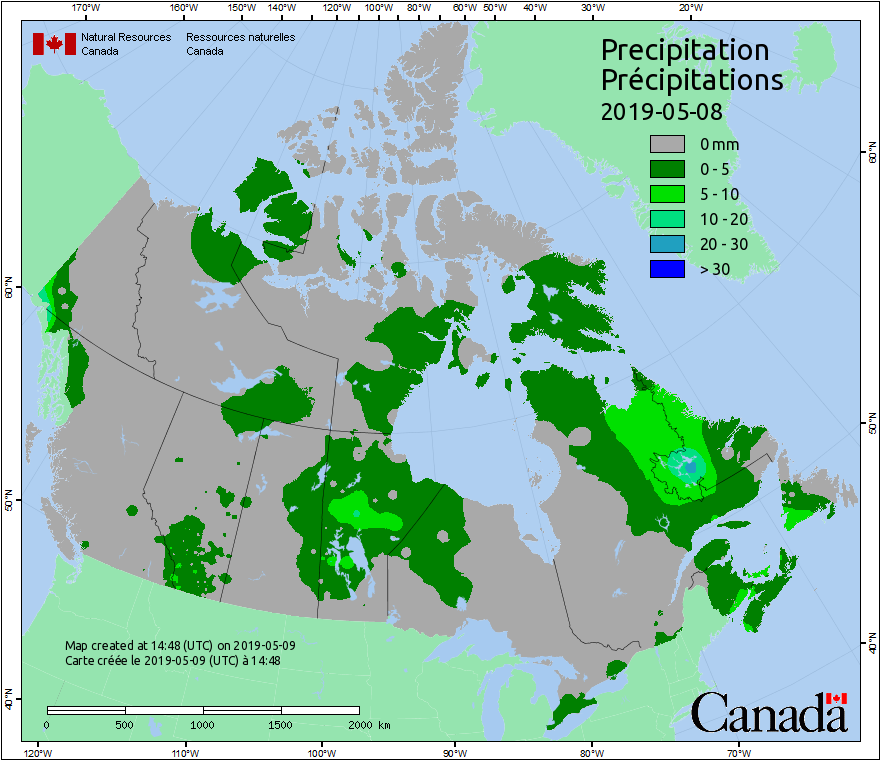 170°W 160°W 150°W 140°W 120°W 100°W 80°W 60°W 50°W 40°W 30°W 20°W
Natural Resources Ressources naturelles
Canada Canada
Precipitation
Précipitations
2019-05-08
0 mm
0 - 5
5 - 10
10 - 20
20 - 30
> 30
60°N
60°N
50°N
50°N
40°N
40°N
Map created at 14:48 (UTC) on 2019-05-09
Carte créée le 2019-05-09 (UTC) à 14:48
0 500 1000 1500 2000 km
Canada
120°W 110°W 100°W 90°W 80°W 70°W